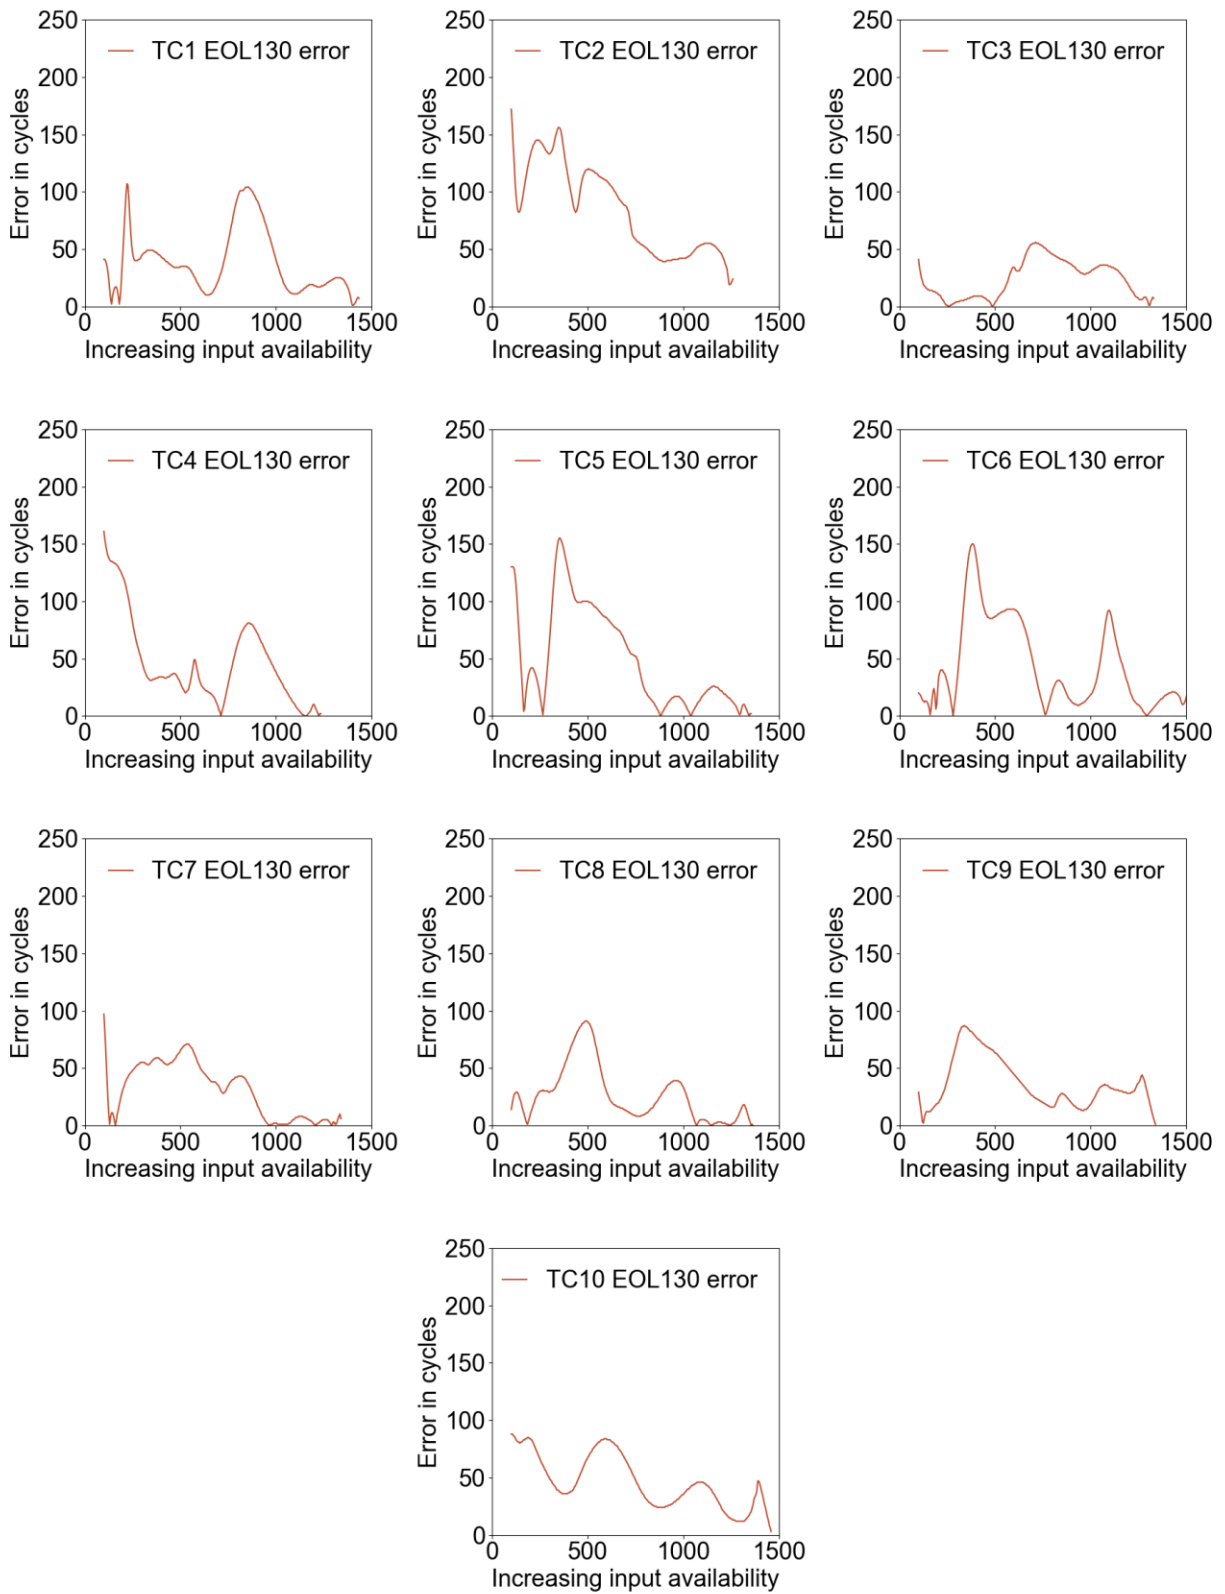 TC1 EOL130 error
250
200
150
100
50
0
0 500 1000 1500
Error in cycles
Increasing input availability
TC2 EOL130 error
250
200
150
100
50
0
0 500 1000 1500
Error in cycles
Increasing input availability
TC3 EOL130 error
250
200
150
100
50
0
0 500 1000 1500
Error in cycles
Increasing input availability
TC4 EOL130 error
250
200
150
100
50
0
0 500 1000 1500
Error in cycles
Increasing input availability
TC5 EOL130 error
250
200
150
100
50
0
0 500 1000 1500
Error in cycles
Increasing input availability
TC6 EOL130 error
250
200
150
100
50
0
0 500 1000 1500
Error in cycles
Increasing input availability
TC7 EOL130 error
250
200
150
100
50
0
0 500 1000 1500
Error in cycles
Increasing input availability
TC8 EOL130 error
250
200
150
100
50
0
0 500 1000 1500
Error in cycles
Increasing input availability
TC9 EOL130 error
250
200
150
100
50
0
0 500 1000 1500
Error in cycles
Increasing input availability
TC10 EOL130 error
250
200
150
100
50
0
0 500 1000 1500
Error in cycles
Increasing input availability